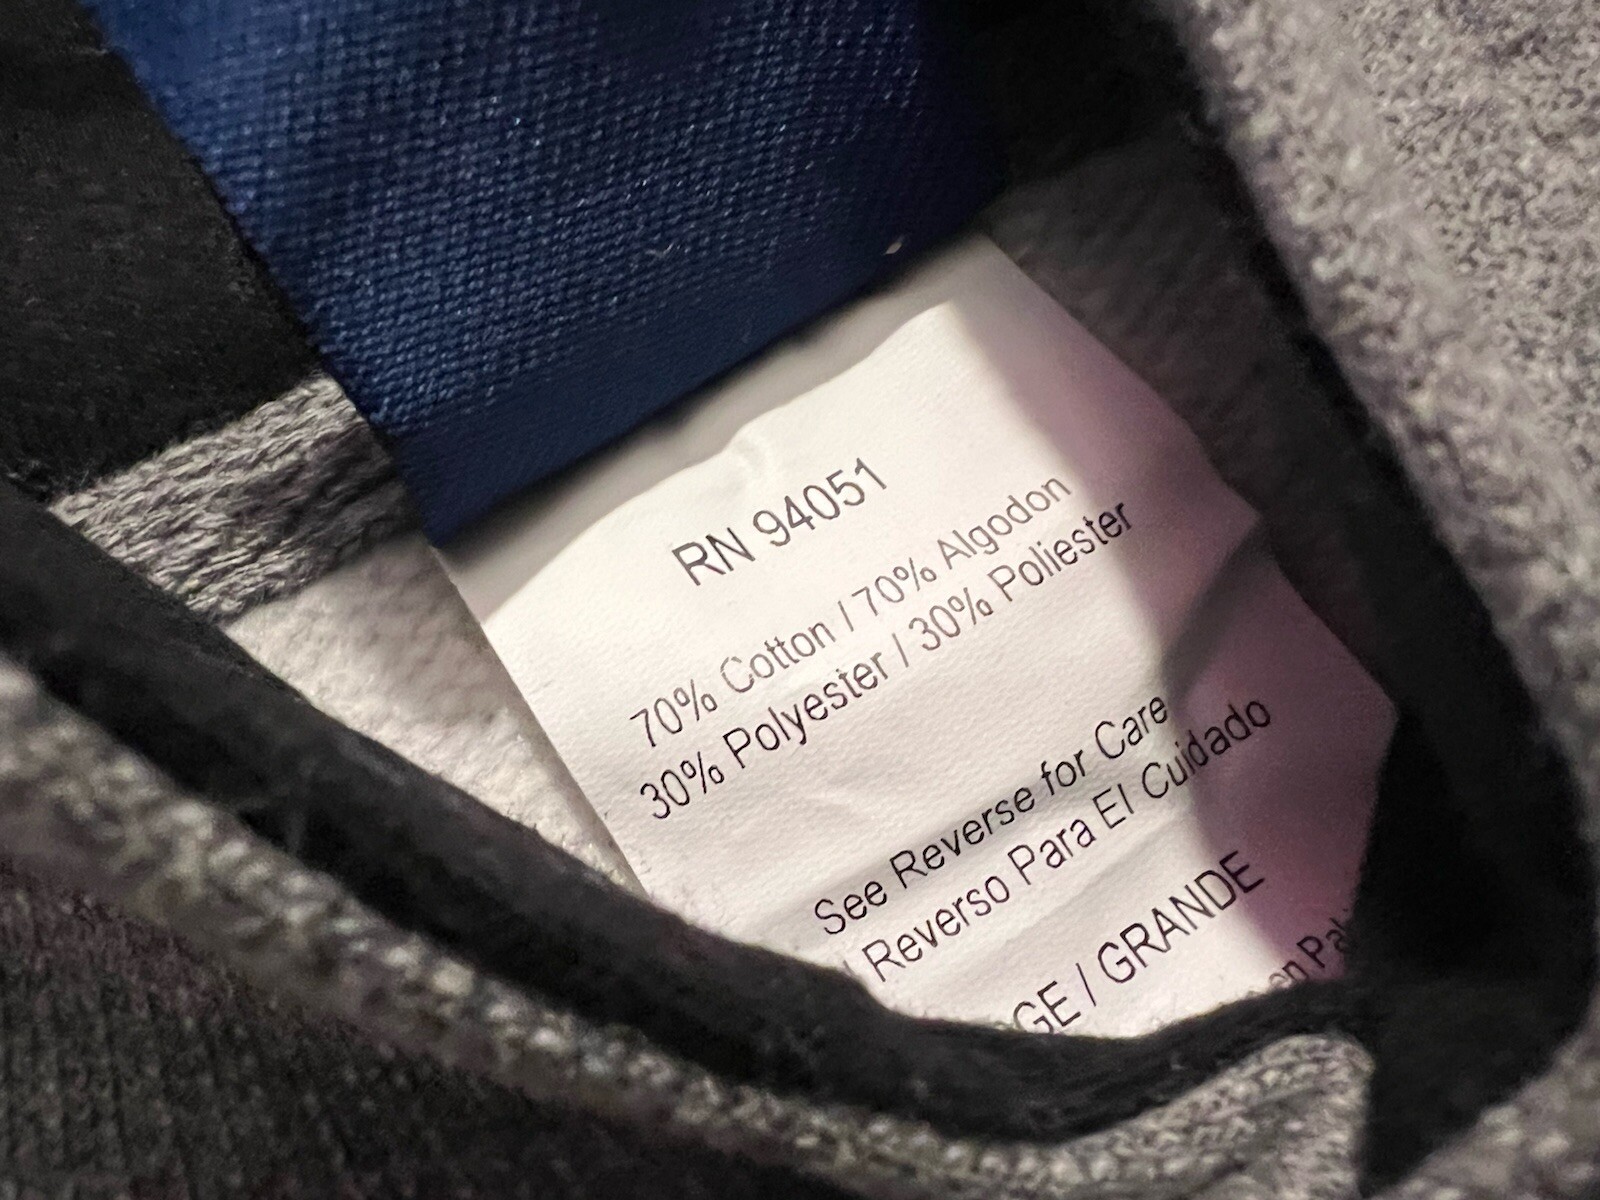 RN 94051
70% Cotton / 70% Algodon
30% Polyester / 30% Poliester
See Reverse for Care
Reverso Para El Cuidado
GE / GRANDE